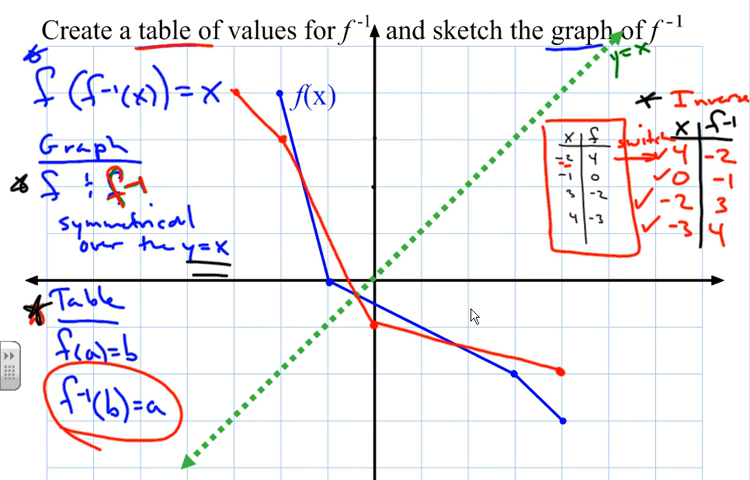 Create a table of values for f⁻¹ and sketch the graph of f⁻¹
y=x
f(f⁻¹(x))=x
f(x)
* Inverse
Graph
f ÷ f⁻¹
symmetrical
over the y=x
x f
-2 4
-1 0
3 -2
4 -3
switch
x f⁻¹
4 -2
0 -1
-2 3
-3 4
* Table
f(a)=b
f⁻¹(b)=a